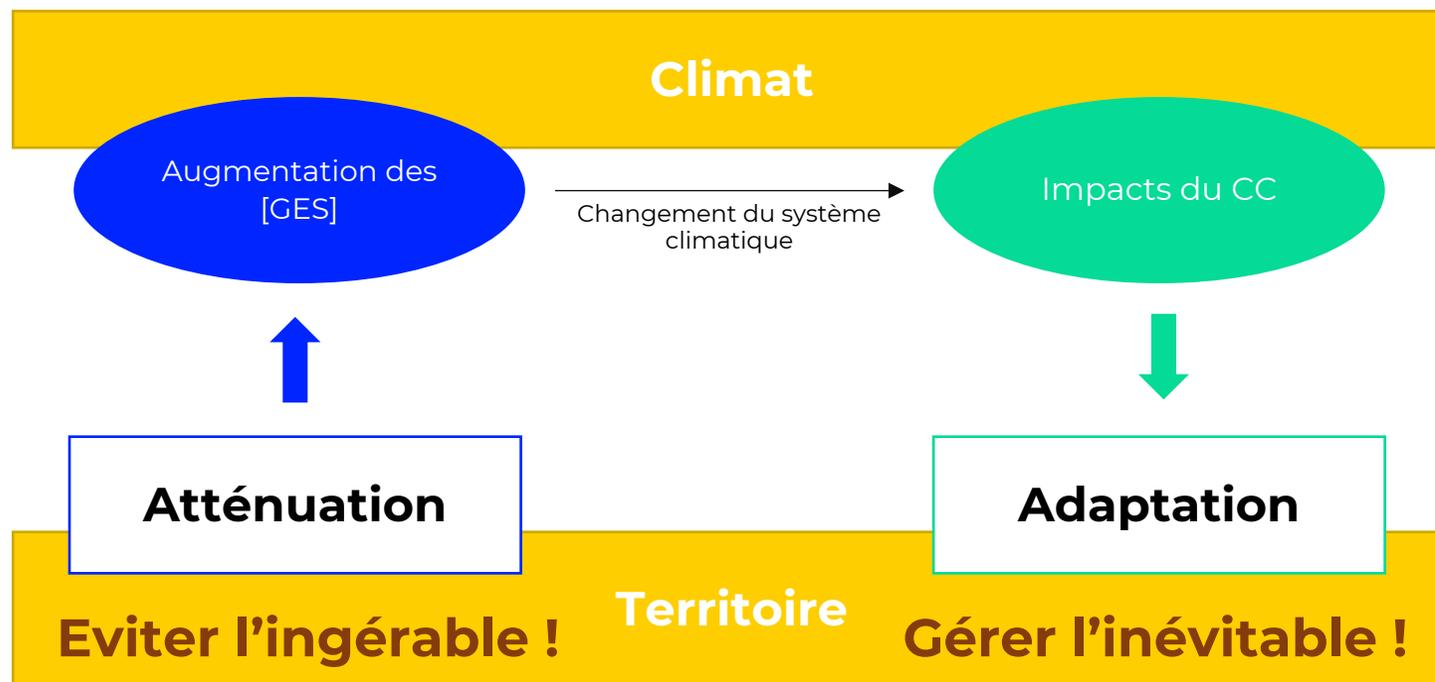 Climat
Augmentation des
[GES]
Changement du système
climatique
Impacts du CC
Atténuation
Adaptation
Territoire
Eviter l’ingérable !
Gérer l’inévitable !